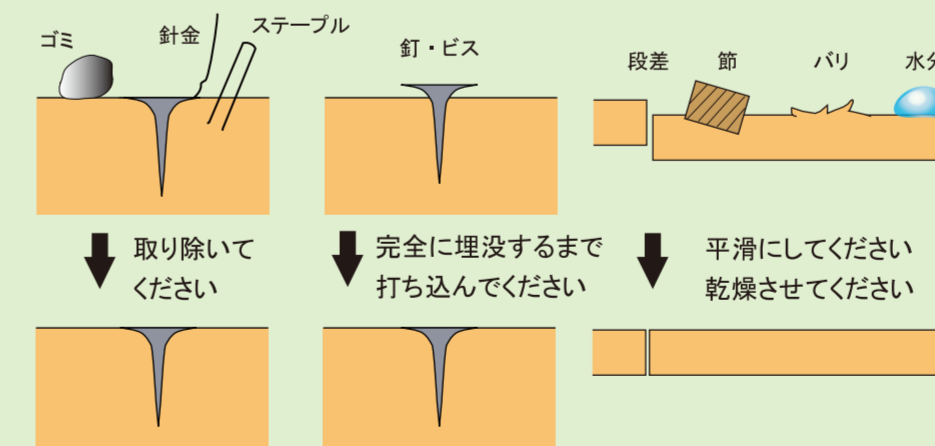 ゴミ
針金
ステープル
取り除いて
ください
釘・ビス
完全に埋没するまで
打ち込んでください
段差
節
バリ
水分
平滑にしてください
乾燥させてください